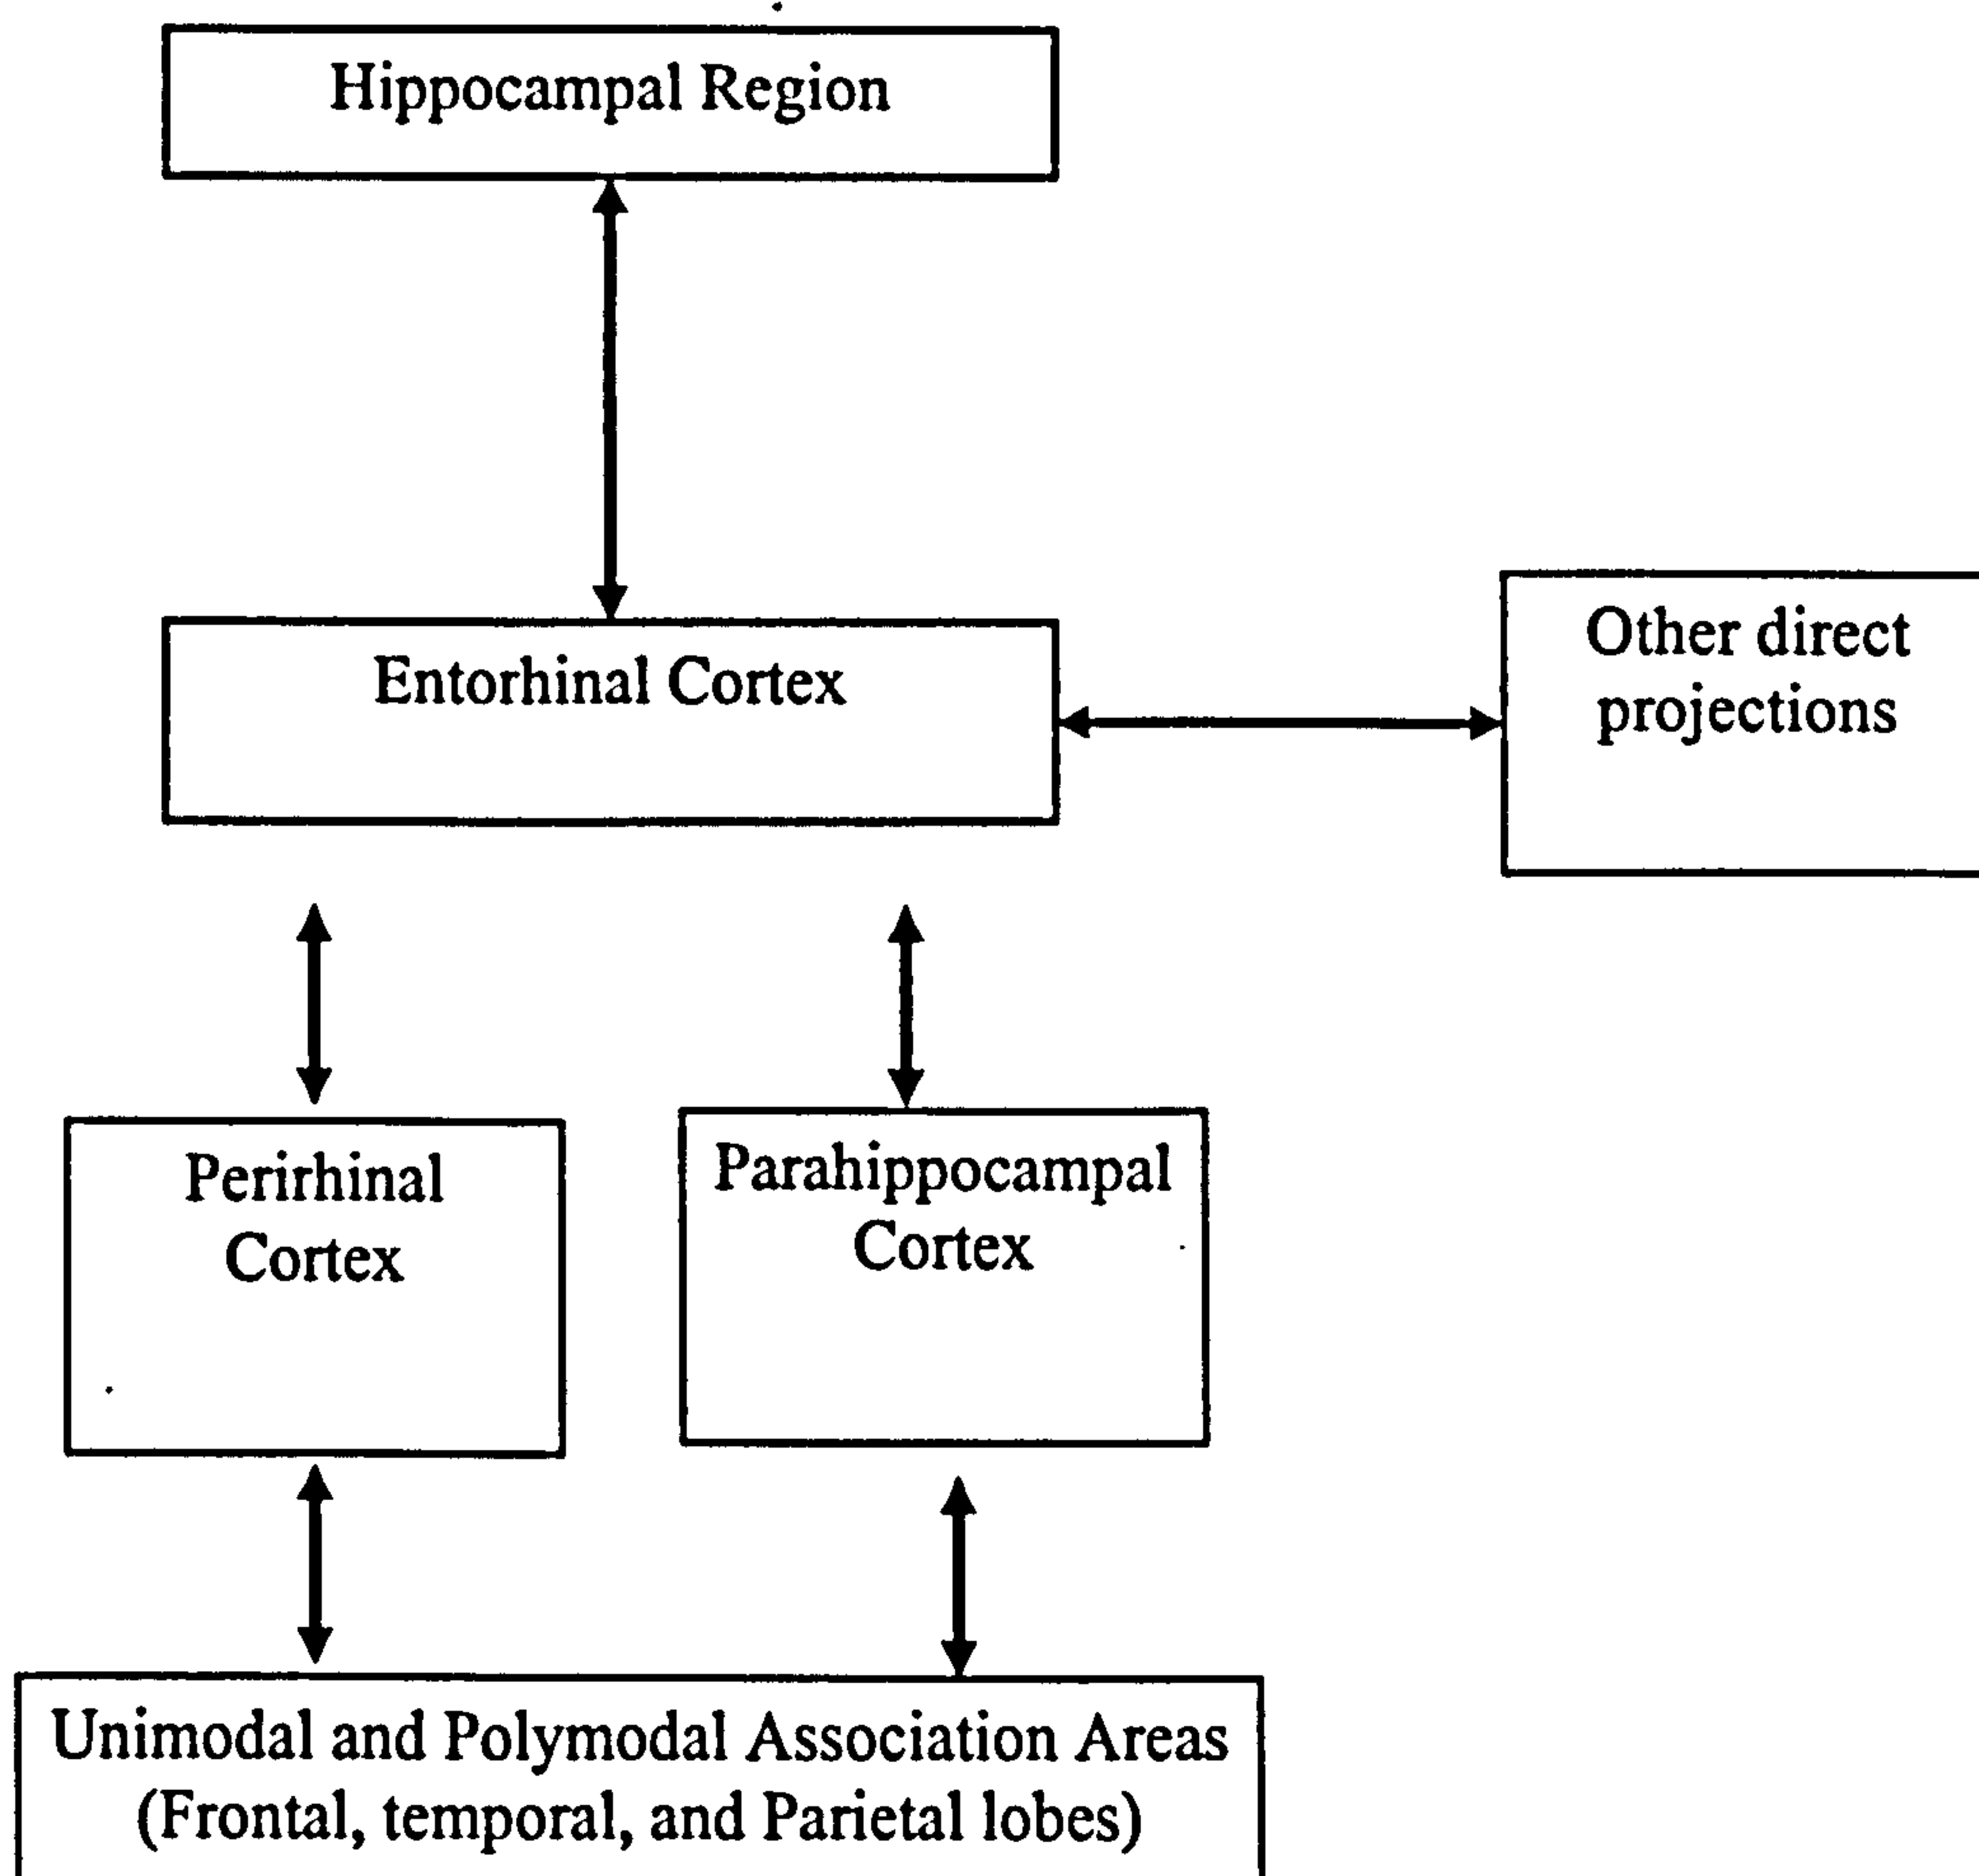 Hippocampal Region
Entorhinal Cortex
Other direct
projections
Perirhinal
Cortex
Parahippocampal
Cortex
Unimodal and Polymodal Association Areas
(Frontal, temporal, and Parietal lobes)